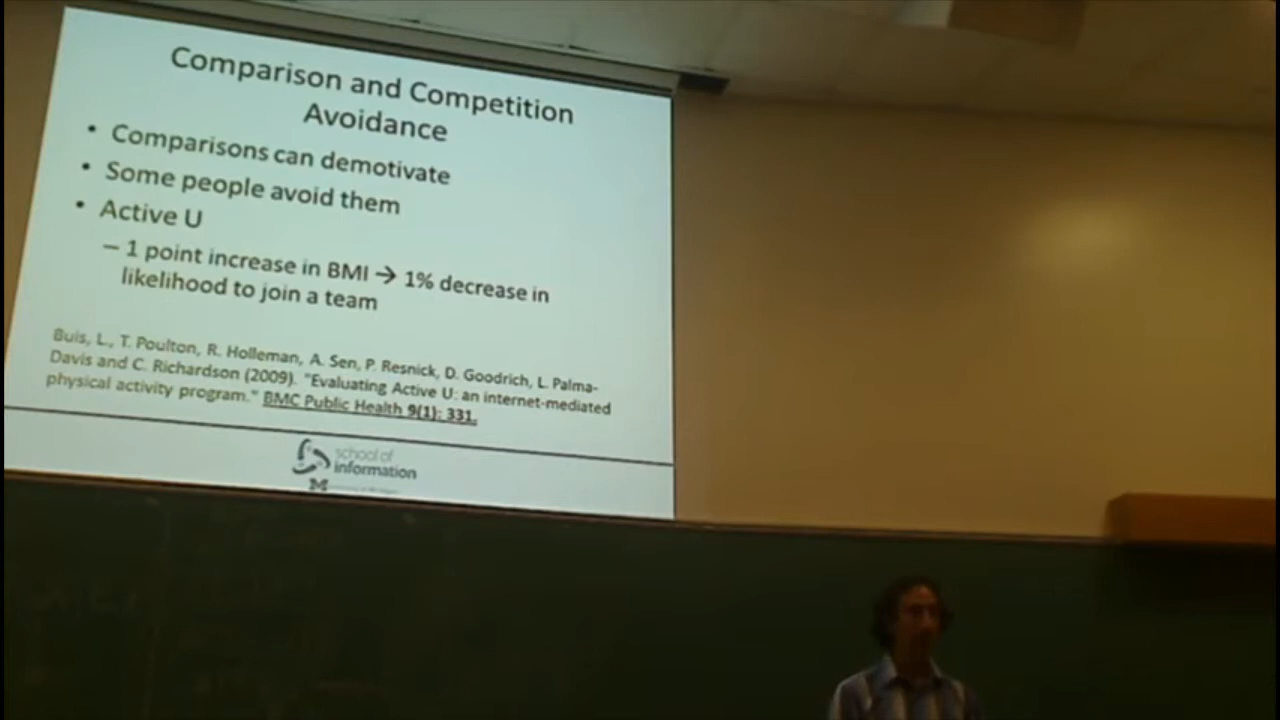 Comparison and Competition
Avoidance
• Comparisons can demotivate
• Some people avoid them
• Active U
– 1 point increase in BMI → 1% decrease in
likelihood to join a team
Buis, L., T. Poulton, R. Holleman, A. Sen, P. Resnick, D. Goodrich, L. Palma-
Davis and C. Richardson (2009). "Evaluating Active U: an internet-mediated
physical activity program." BMC Public Health 9(1): 331.
school of
information
M